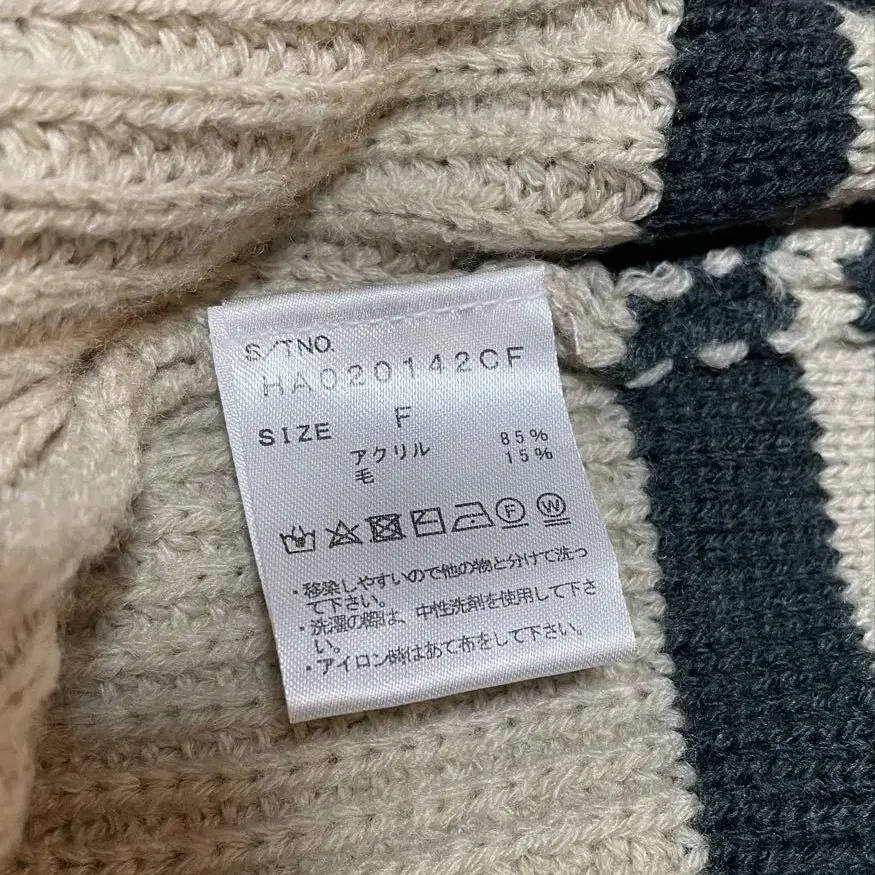 S/TNO.
HA020142CF
SIZE F
アクリル 85%
毛 15%
F W
・移染しやすいので他の物と分けて洗っ
て下さい。
・洗濯の際は、中性洗剤を使用して下さ
い。
・アイロン時はあて布をして下さい。